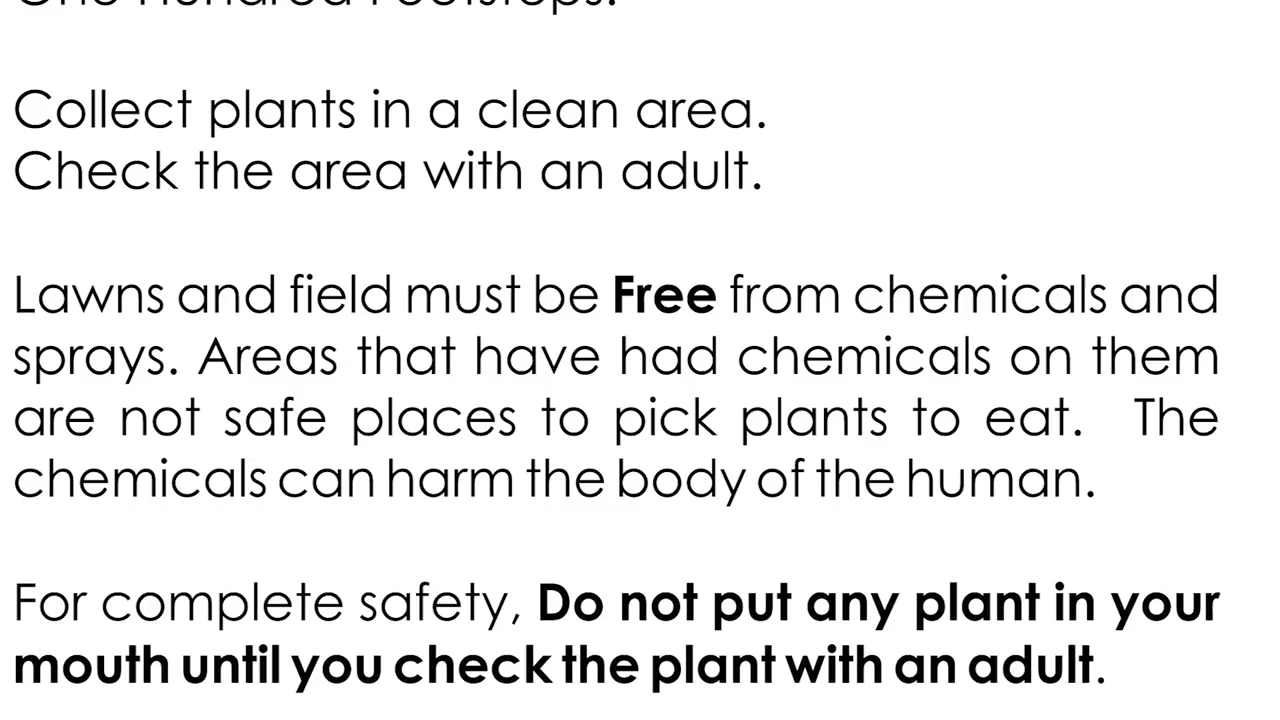 One Hundred Footsteps.
Collect plants in a clean area.
Check the area with an adult.
Lawns and field must be Free from chemicals and
sprays. Areas that have had chemicals on them
are not safe places to pick plants to eat. The
chemicals can harm the body of the human.
For complete safety, Do not put any plant in your
mouth until you check the plant with an adult.